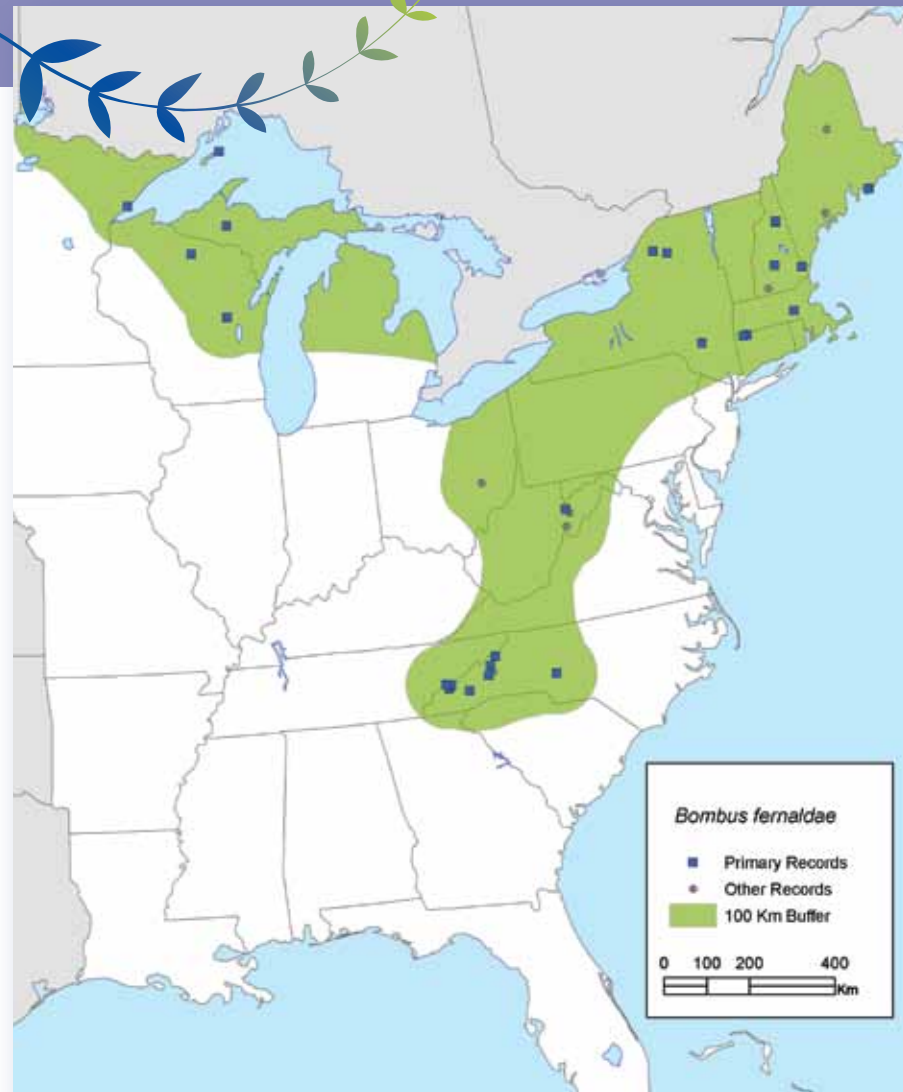 Bombus fernaldae
Primary Records
Other Records
100 Km Buffer
0 100 200 400
Km